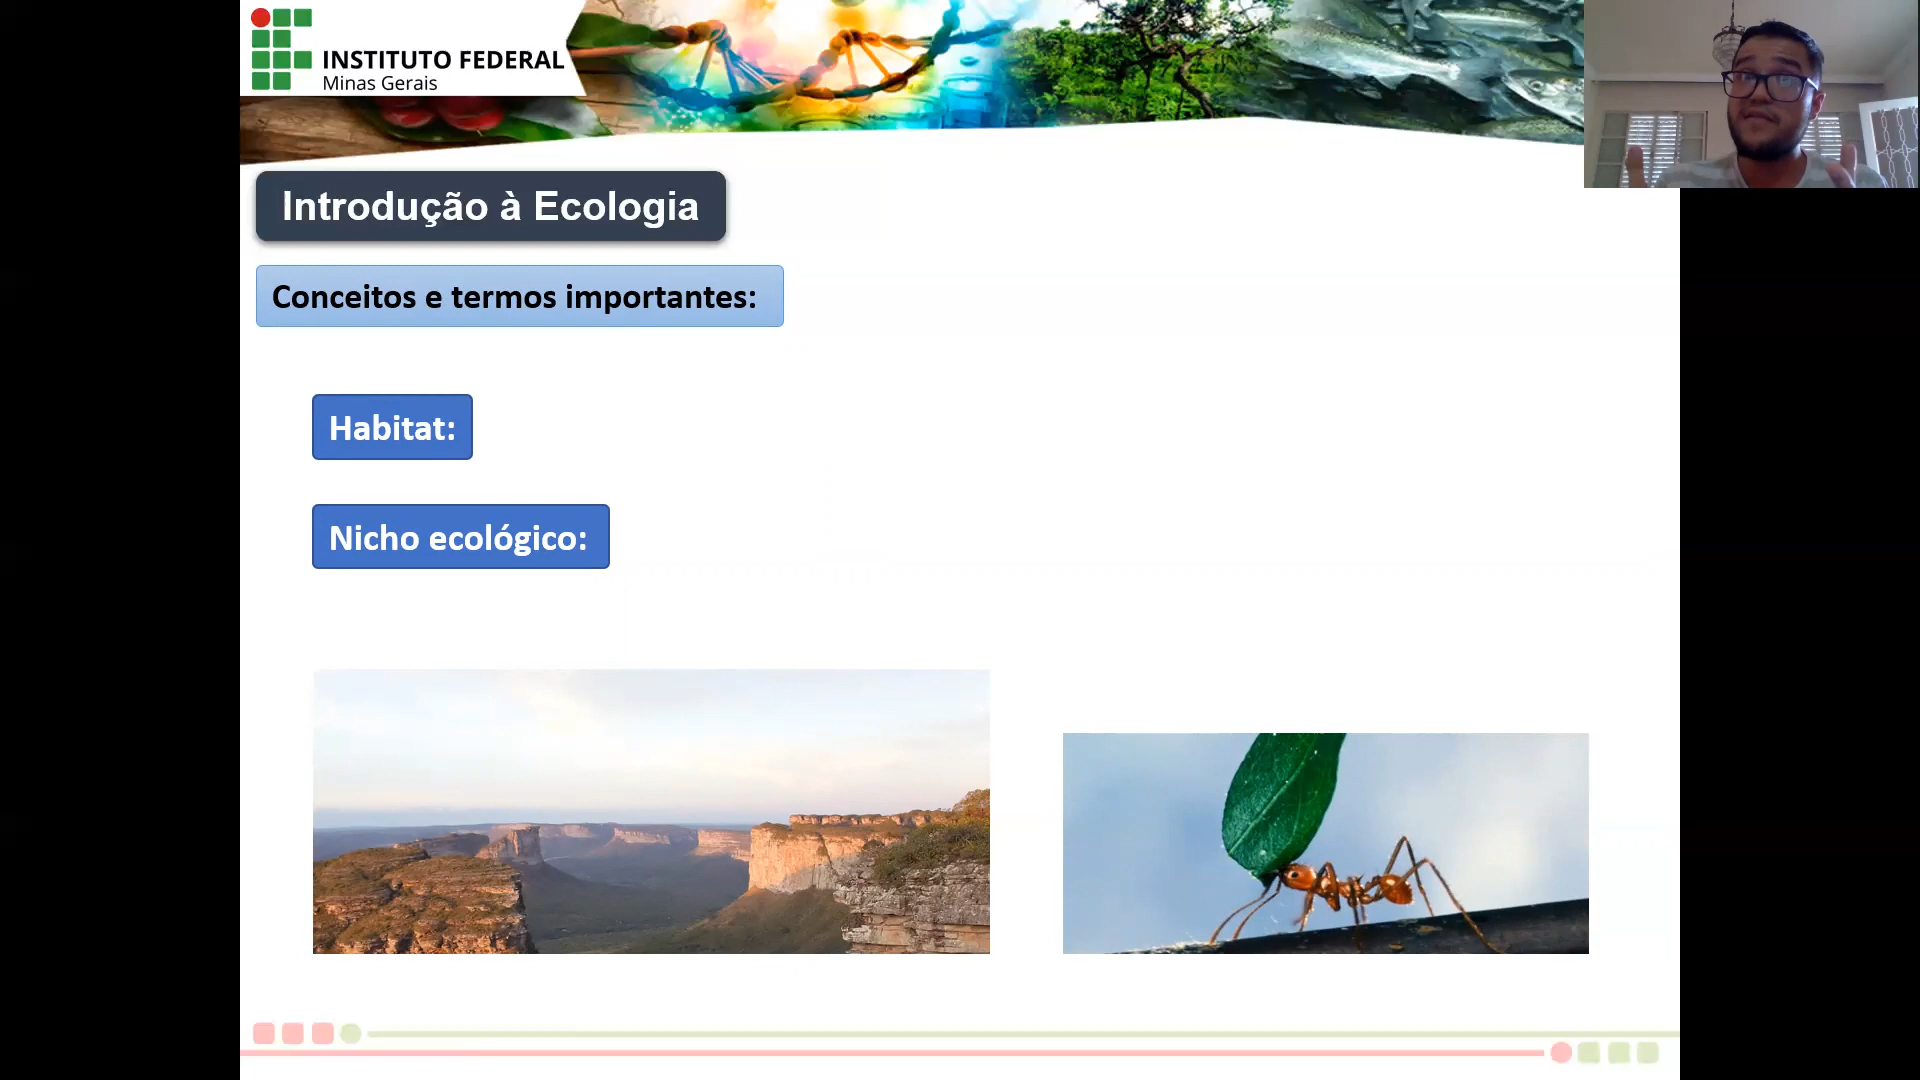 INSTITUTO FEDERAL
Minas Gerais
Introdução à Ecologia
Conceitos e termos importantes:
Habitat:
Nicho ecológico: